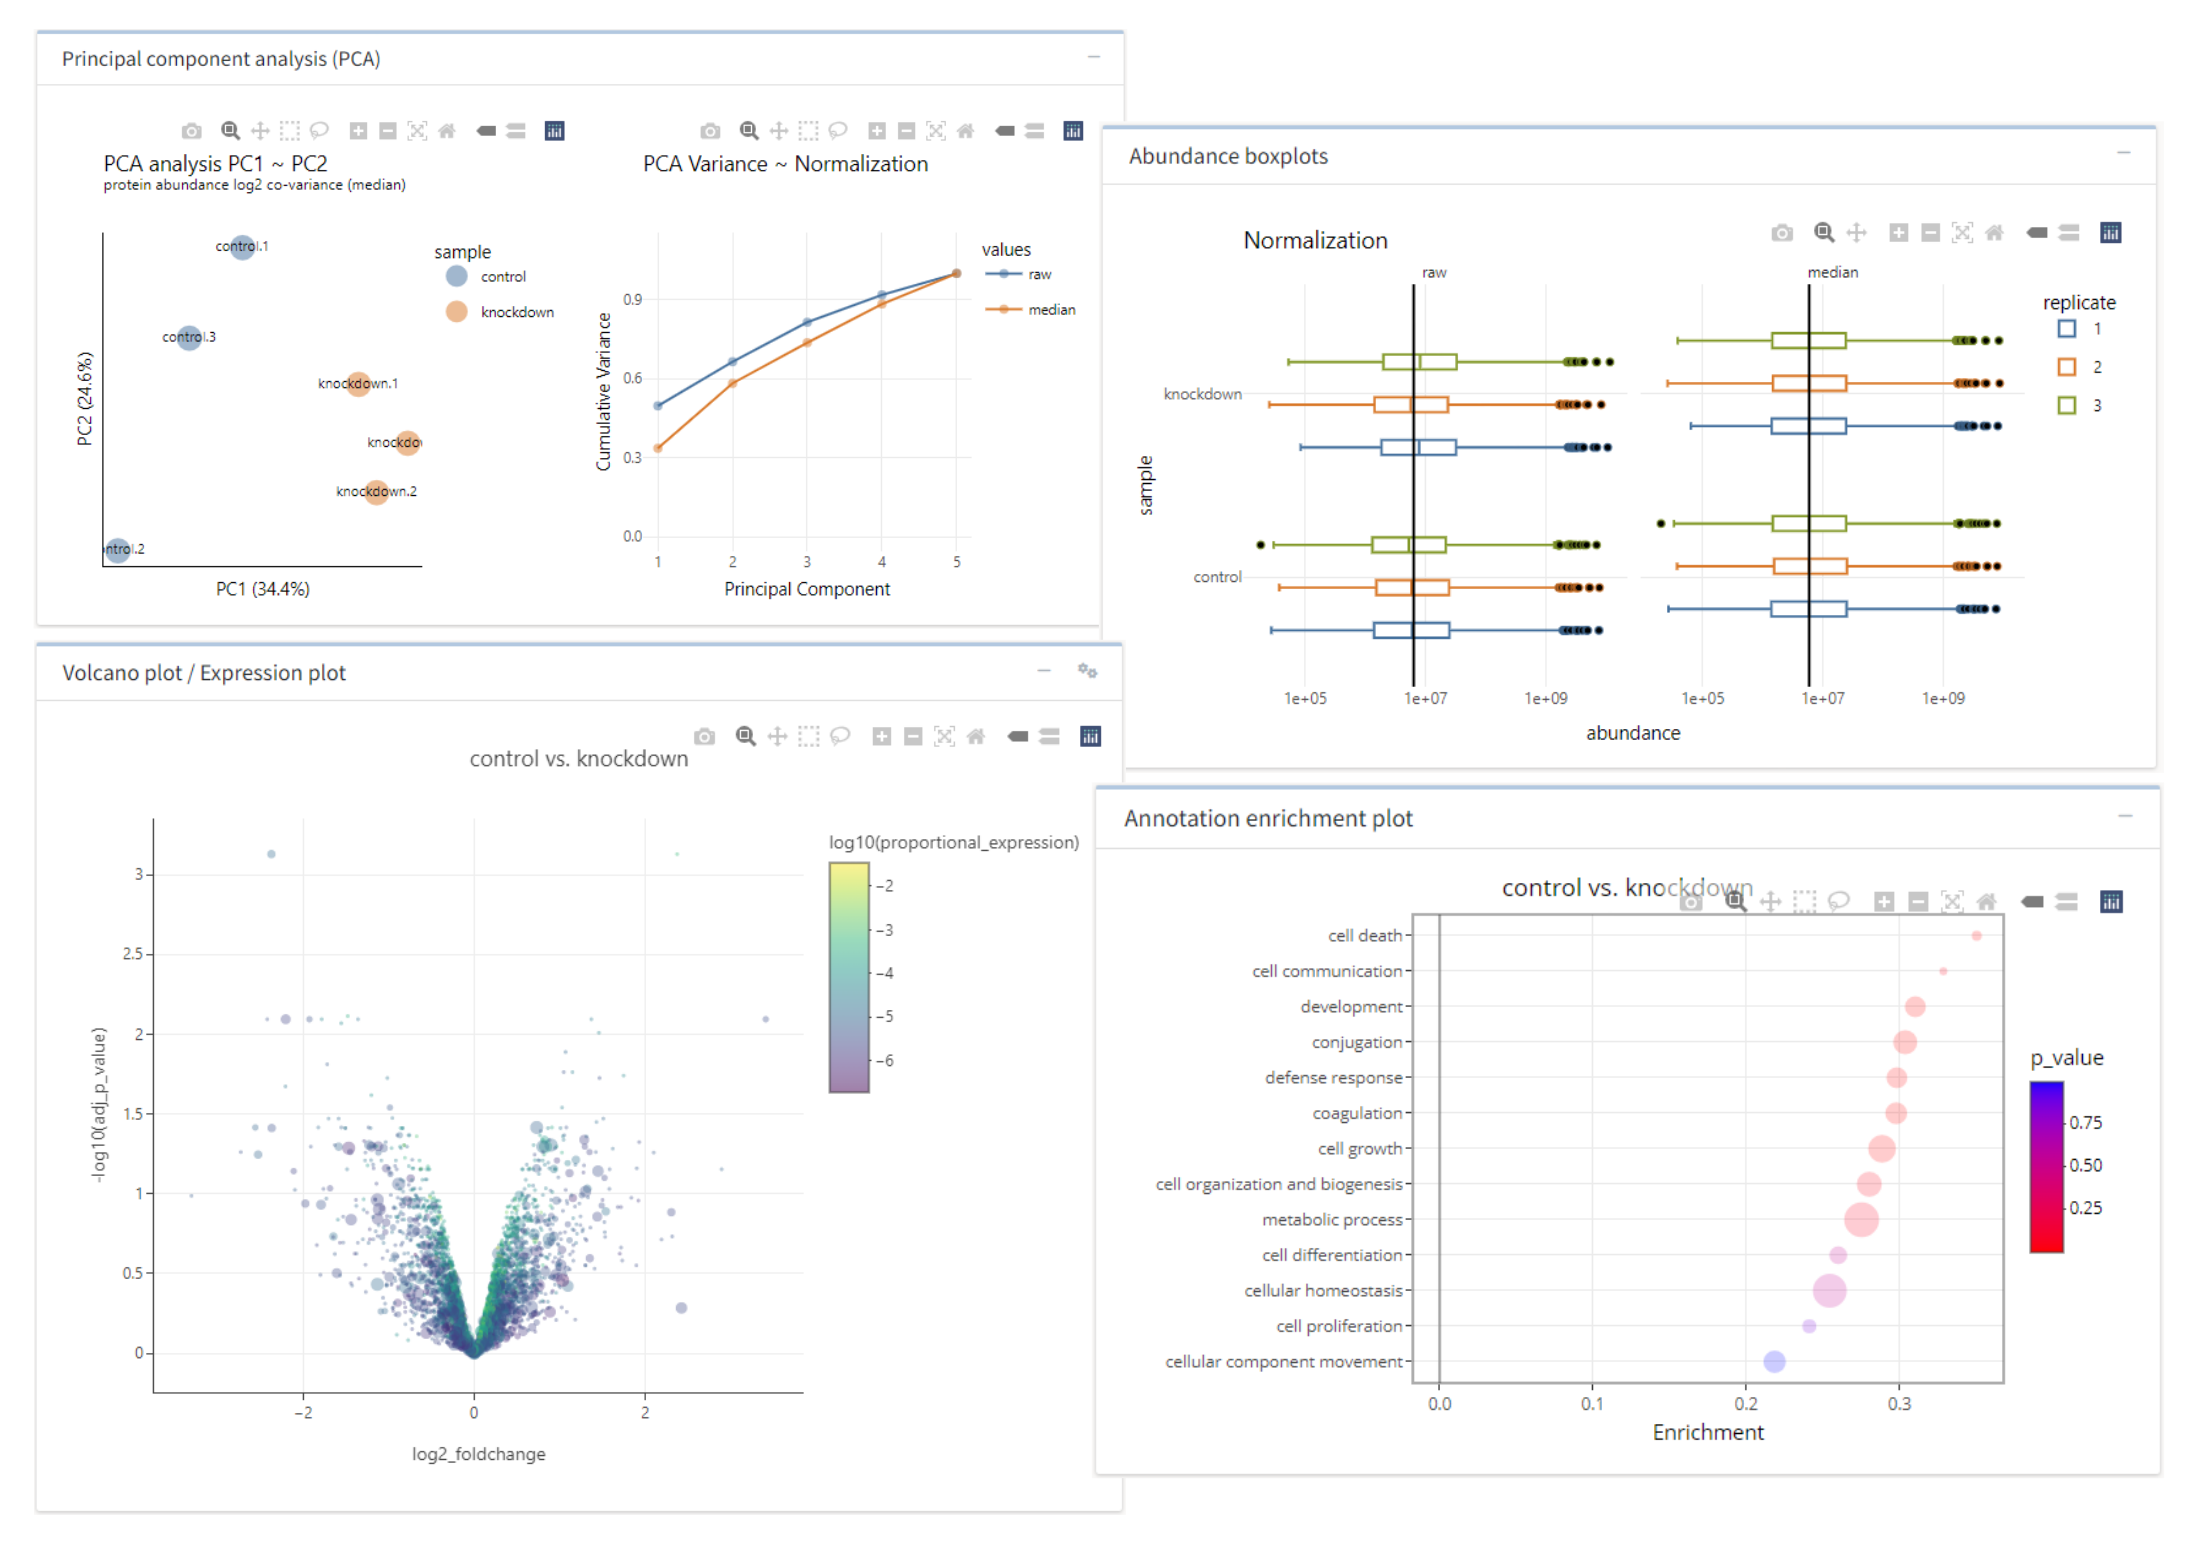 Principal component analysis (PCA)
PCA analysis PC1 ~ PC2
protein abundance log2 co-variance (median)
control.1
control.3
knockdown.1
knockdo
knockdown.2
ntrol.2
PC2 (24.6%)
PC1 (34.4%)
sample
control
knockdown
PCA Variance ~ Normalization
Cumulative Variance
0.9
0.6
0.3
0.0
1 2 3 4 5
Principal Component
values
raw
median
Abundance boxplots
Normalization
raw median
knockdown
control
sample
1e+05 1e+07 1e+09 1e+05 1e+07 1e+09
abundance
replicate
1
2
3
Volcano plot / Expression plot
control vs. knockdown
-log10(adj_p_value)
3
2.5
2
1.5
1
0.5
0
−2 0 2
log2_foldchange
log10(proportional_expression)
−2
−3
−4
−5
−6
Annotation enrichment plot
control vs. knockdown
cell death
cell communication
development
conjugation
defense response
coagulation
cell growth
cell organization and biogenesis
metabolic process
cell differentiation
cellular homeostasis
cell proliferation
cellular component movement
0.0 0.1 0.2 0.3
Enrichment
p_value
0.75
0.50
0.25